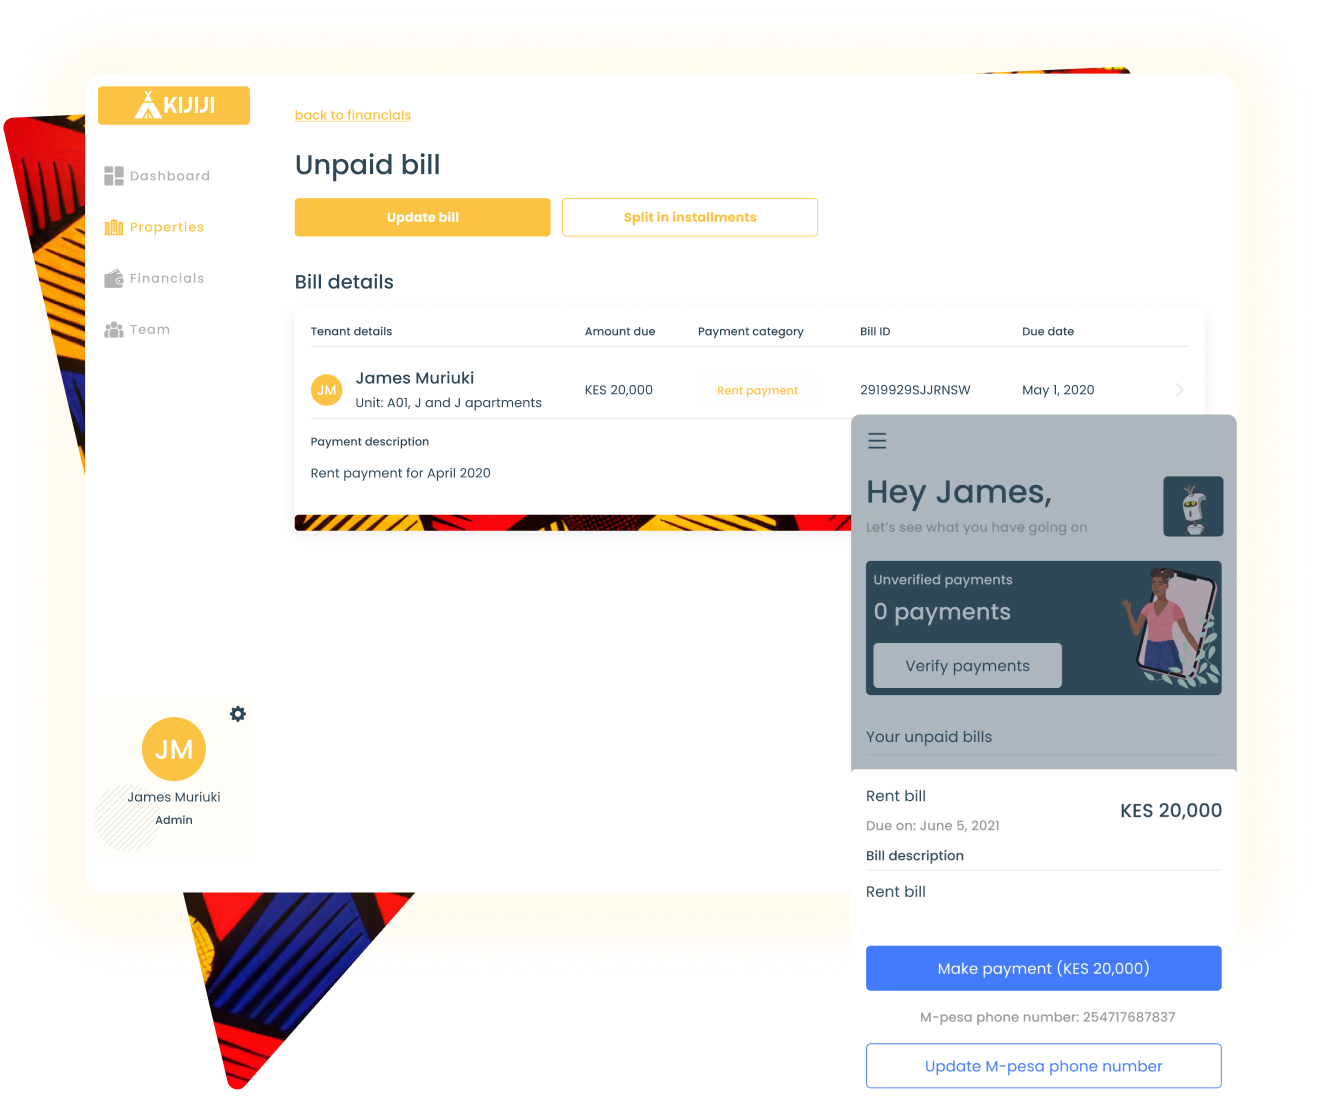 KIJIJI
Dashboard
Properties
Financials
Team
JM
James Muriuki
Admin
back to financials
Unpaid bill
Update bill
Split in installments
Bill details
Tenant details Amount due Payment category Bill ID Due date
JM
James Muriuki
Unit: A01, J and J apartments
KES 20,000
Rent payment
2919929SJJRNSW
May 1, 2020
Payment description
Rent payment for April 2020
Hey James,
Let's see what you have going on
Unverified payments
0 payments
Verify payments
Your unpaid bills
Rent bill
KES 20,000
Due on: June 5, 2021
Bill description
Rent bill
Make payment (KES 20,000)
M-pesa phone number: 254717687837
Update M-pesa phone number